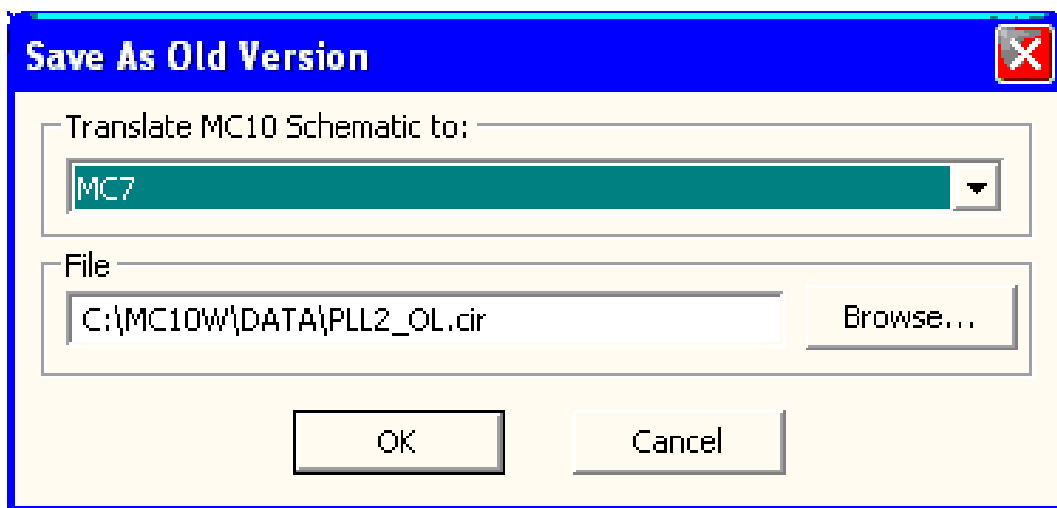 Save As Old Version
Translate MC10 Schematic to:
MC7
File
C:\MC10W\DATA\PLL2_OL.cir
Browse...
OK
Cancel